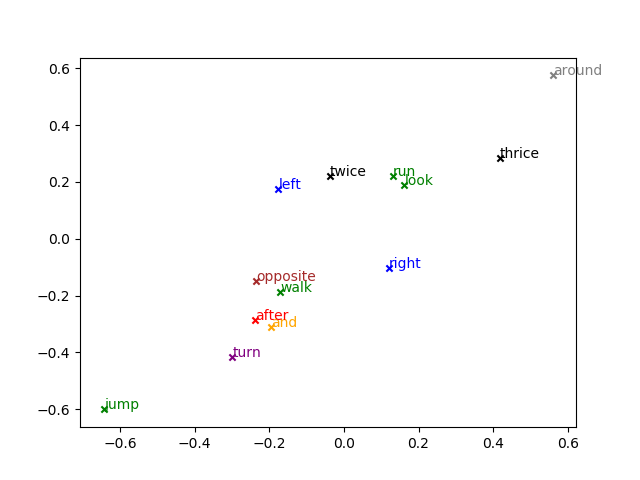 0.6
0.4
0.2
0.0
−0.2
−0.4
−0.6
around
thrice
run
look
twice
left
right
opposite
walk
after
and
turn
jump
−0.6
−0.4
−0.2
0.0
0.2
0.4
0.6